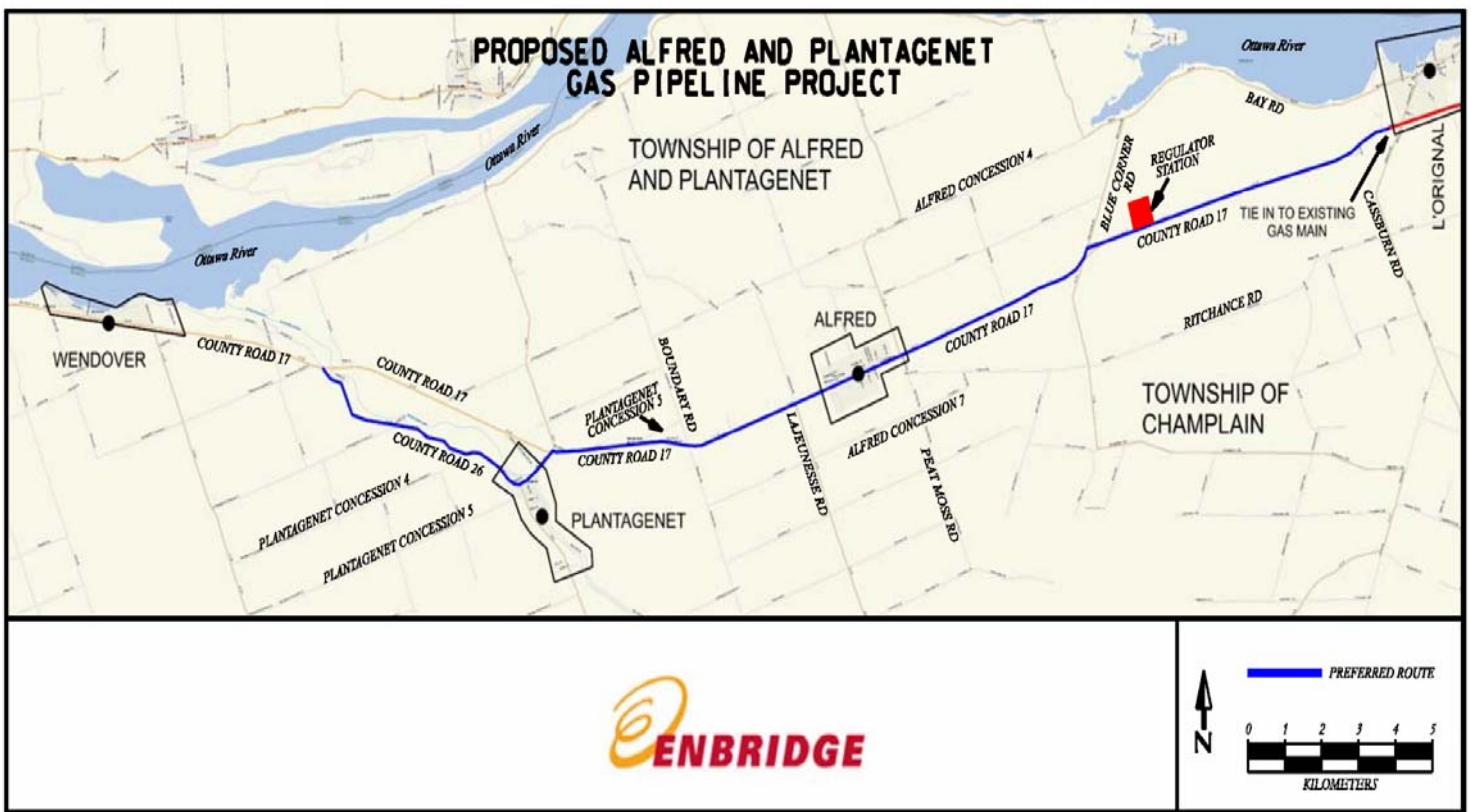 PROPOSED ALFRED AND PLANTAGENET
GAS PIPELINE PROJECT
Ottawa River
BAY RD
L'ORIGNAL
Ottawa River
TOWNSHIP OF ALFRED
AND PLANTAGENET
ALFRED CONCESSION 4
BLUE CORNER
RD
REGULATOR
STATION
COUNTY ROAD 17
TIE IN TO EXISTING
GAS MAIN
CASSBURN RD
Ottawa River
RITCHANCE RD
WENDOVER
COUNTY ROAD 17
COUNTY ROAD 17
BOUNDARY RD
ALFRED
COUNTY ROAD 17
TOWNSHIP OF
CHAMPLAIN
PLANTAGENET
CONCESSION 5
COUNTY ROAD 17
LAJEUNESSE RD
ALFRED CONCESSION 7
PEAT MOSS RD
COUNTY ROAD 26
PLANTAGENET CONCESSION 4
PLANTAGENET CONCESSION 5
PLANTAGENET
ENBRIDGE
N
PREFERRED ROUTE
0 1 2 3 4 5
KILOMETERS